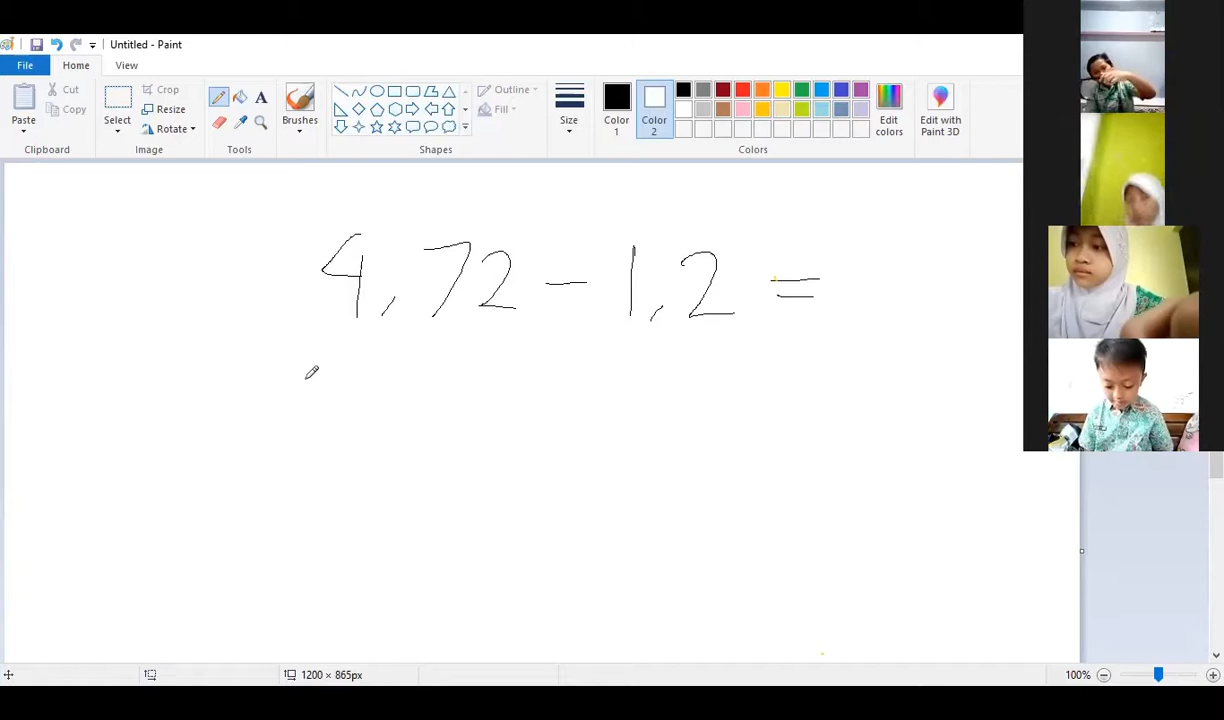 Untitled - Paint
File Home View
Paste
Cut
Copy
Clipboard
Select
Crop
Resize
Rotate
Image
Tools
Brushes
Outline
Fill
Shapes
Size
Color 1
Color 2
Edit colors
Colors
Edit with Paint 3D
4,72 - 1,2 =
1200 × 865px
100%